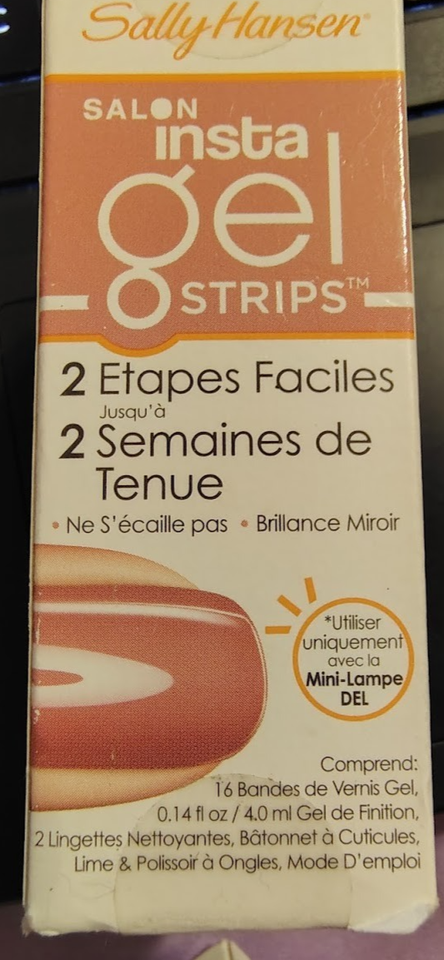 Sally Hansen®
SALON
insta
gel
STRIPS™
2 Etapes Faciles
Jusqu'à
2 Semaines de
Tenue
• Ne S'écaille pas • Brillance Miroir
*Utiliser
uniquement
avec la
Mini-Lampe
DEL
Comprend:
16 Bandes de Vernis Gel,
0.14 fl oz / 4.0 ml Gel de Finition,
2 Lingettes Nettoyantes, Bâtonnet à Cuticules,
Lime & Polissoir à Ongles, Mode D'emploi